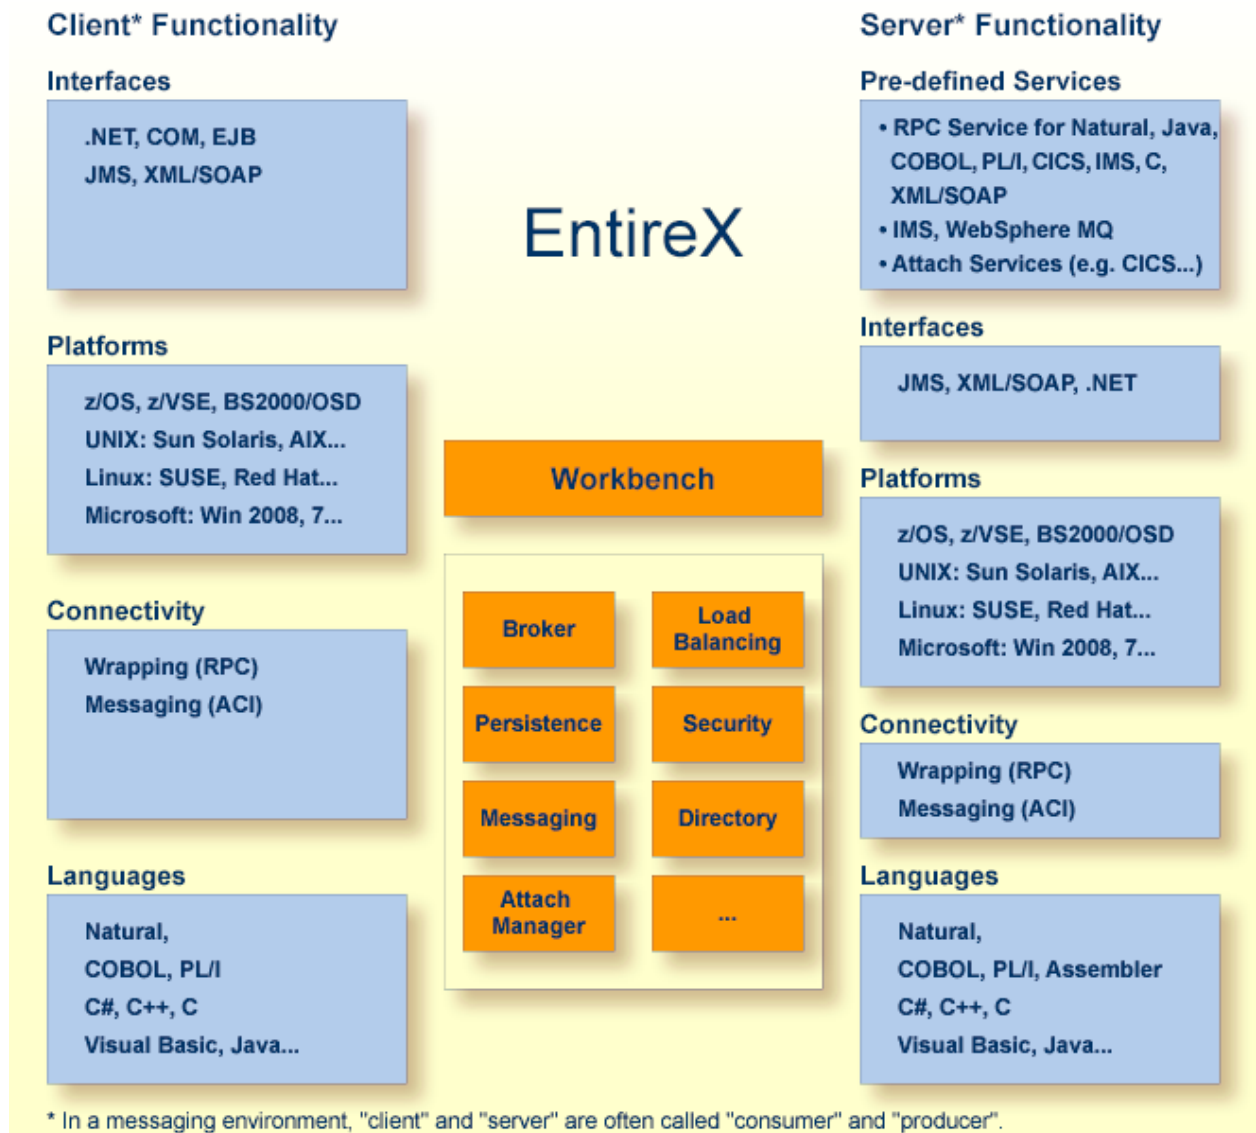 Client* Functionality
Interfaces
.NET, COM, EJB
JMS, XML/SOAP
Platforms
z/OS, z/VSE, BS2000/OSD
UNIX: Sun Solaris, AIX...
Linux: SUSE, Red Hat...
Microsoft: Win 2008, 7...
Connectivity
Wrapping (RPC)
Messaging (ACI)
Languages
Natural,
COBOL, PL/I
C#, C++, C
Visual Basic, Java...
EntireX
Workbench
Broker
Load
Balancing
Persistence
Security
Messaging
Directory
Attach
Manager
...
Server* Functionality
Pre-defined Services
• RPC Service for Natural, Java,
COBOL, PL/I, CICS, IMS, C,
XML/SOAP
• IMS, WebSphere MQ
• Attach Services (e.g. CICS...)
Interfaces
JMS, XML/SOAP, .NET
Platforms
z/OS, z/VSE, BS2000/OSD
UNIX: Sun Solaris, AIX...
Linux: SUSE, Red Hat...
Microsoft: Win 2008, 7...
Connectivity
Wrapping (RPC)
Messaging (ACI)
Languages
Natural,
COBOL, PL/I, Assembler
C#, C++, C
Visual Basic, Java...
* In a messaging environment, "client" and "server" are often called "consumer" and "producer".